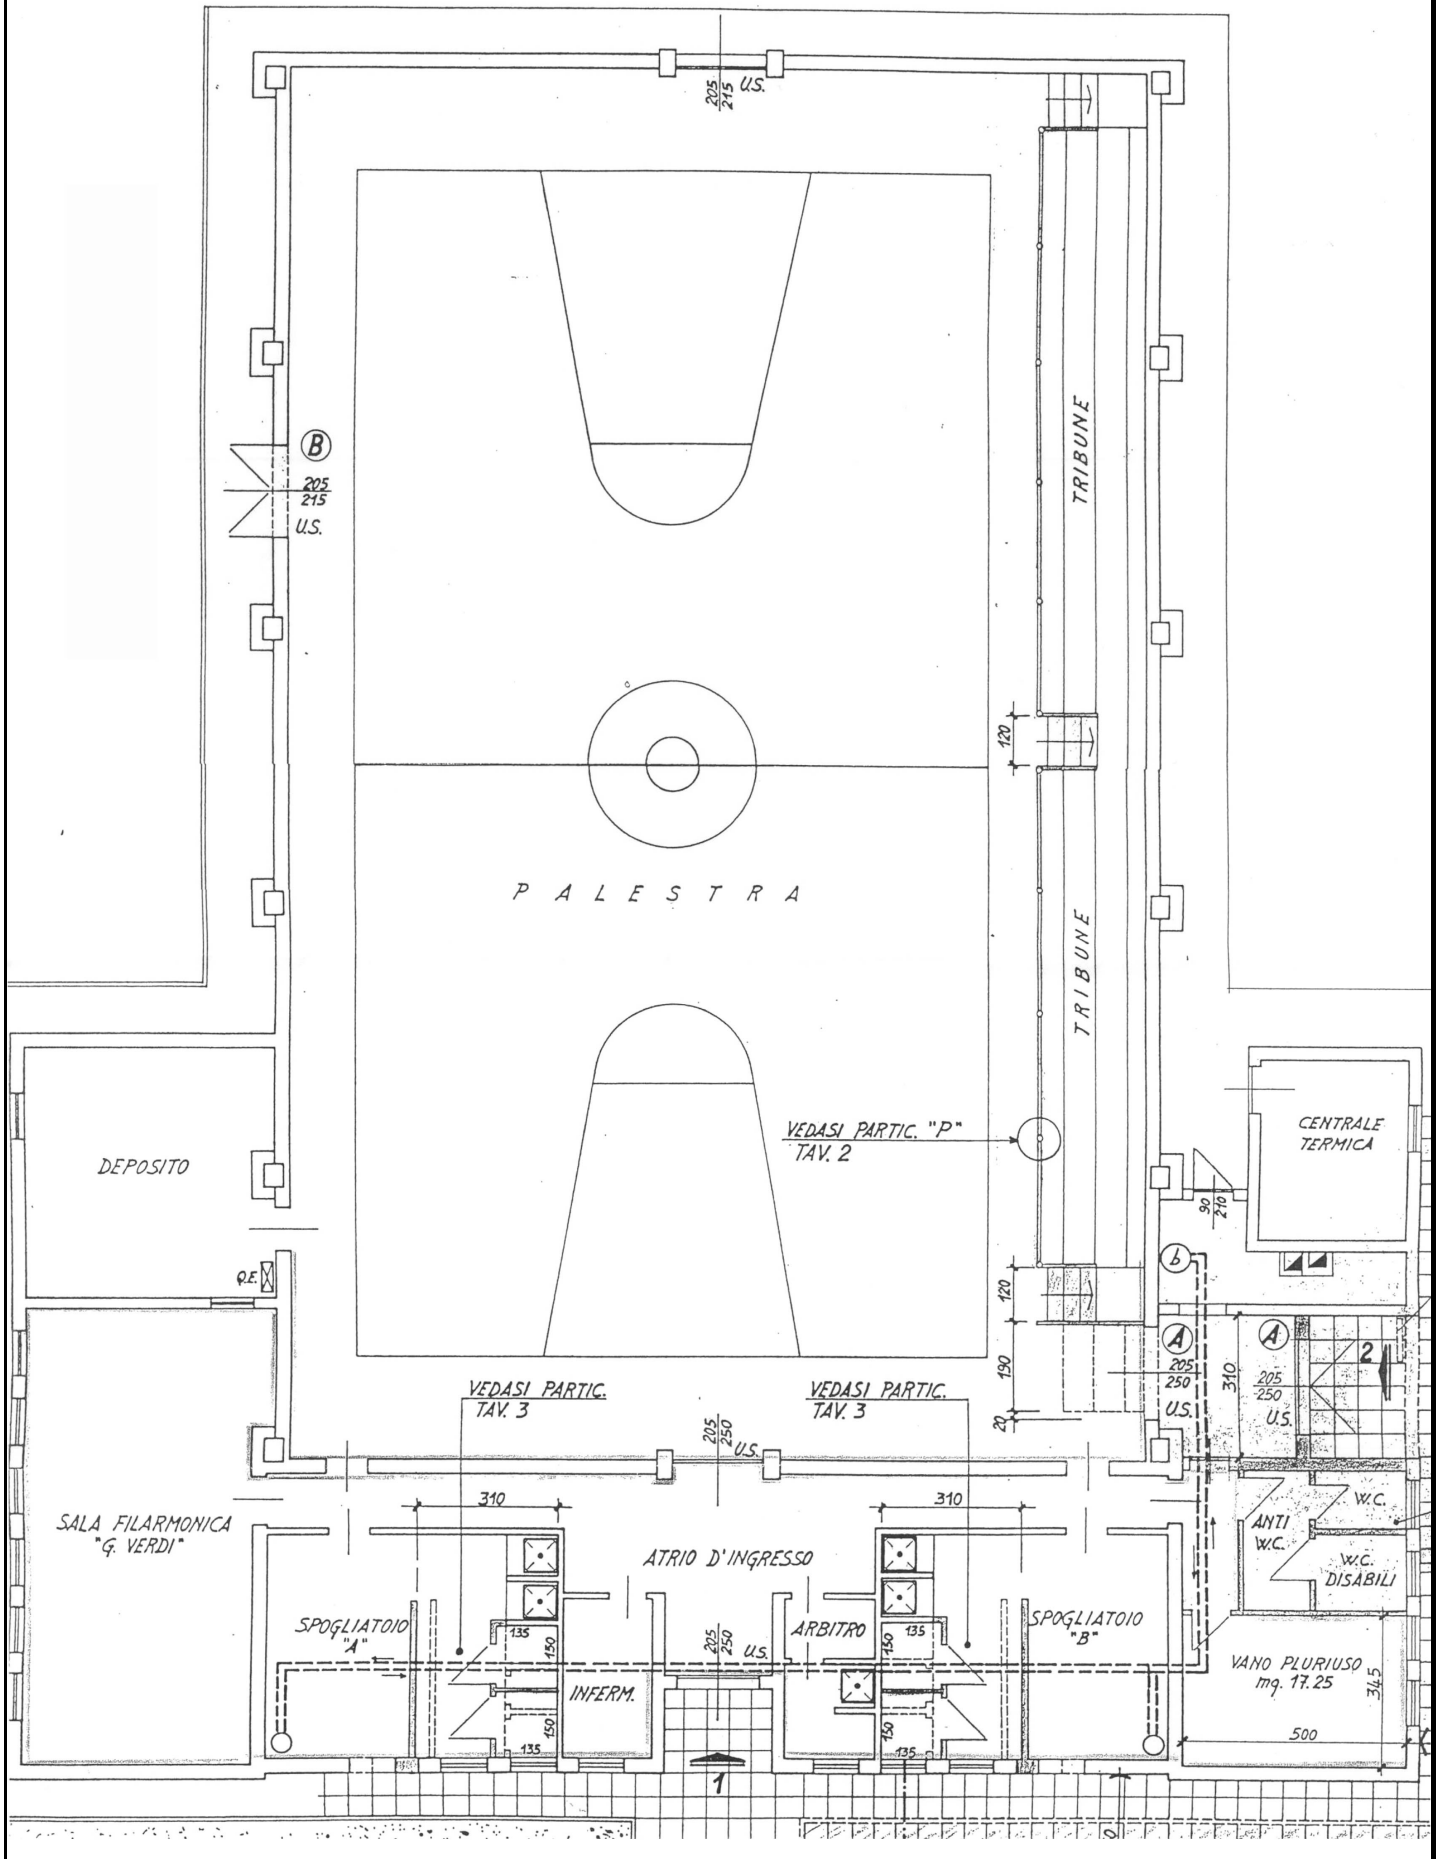 205
215
U.S.
B
205
215
U.S.
TRIBUNE
120
PALESTRA
TRIBUNE
VEDASI PARTIC. "P"
TAV. 2
CENTRALE
TERMICA
DEPOSITO
90
210
Q.E.
b
120
A
205
250
U.S.
310
A
205
250
U.S.
2
190
20
VEDASI PARTIC.
TAV. 3
VEDASI PARTIC.
TAV. 3
205
250
U.S.
310
310
SALA FILARMONICA
"G. VERDI"
ATRIO D'INGRESSO
ANTI
W.C.
W.C.
W.C.
DISABILI
SPOGLIATOIO
"A"
135
150
205
250
U.S.
ARBITRO
135
150
SPOGLIATOIO
"B"
INFERM.
VANO PLURIUSO
mq. 17.25
345
150
135
150
135
500
1